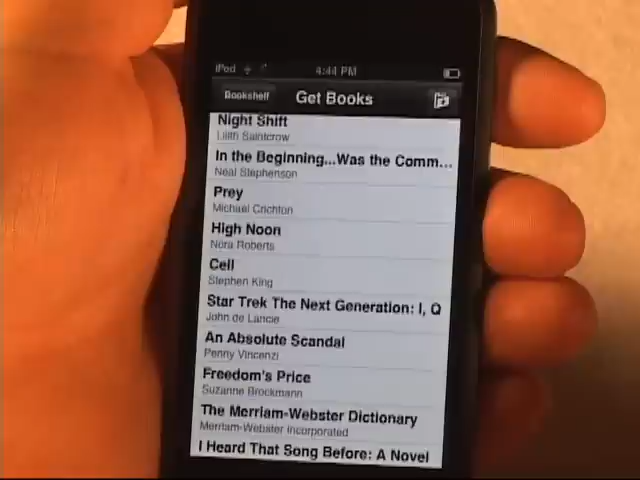 iPod 4:44 PM
Bookshelf Get Books
Night Shift
Lilith Saintcrow
In the Beginning...Was the Comm...
Neal Stephenson
Prey
Michael Crichton
High Noon
Nora Roberts
Cell
Stephen King
Star Trek The Next Generation: I, Q
John de Lancie
An Absolute Scandal
Penny Vincenzi
Freedom's Price
Suzanne Brockmann
The Merriam-Webster Dictionary
Merriam-Webster Incorporated
I Heard That Song Before: A Novel